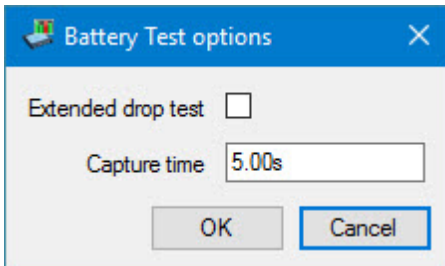 Battery Test options
Extended drop test
Capture time 5.00s
OK Cancel